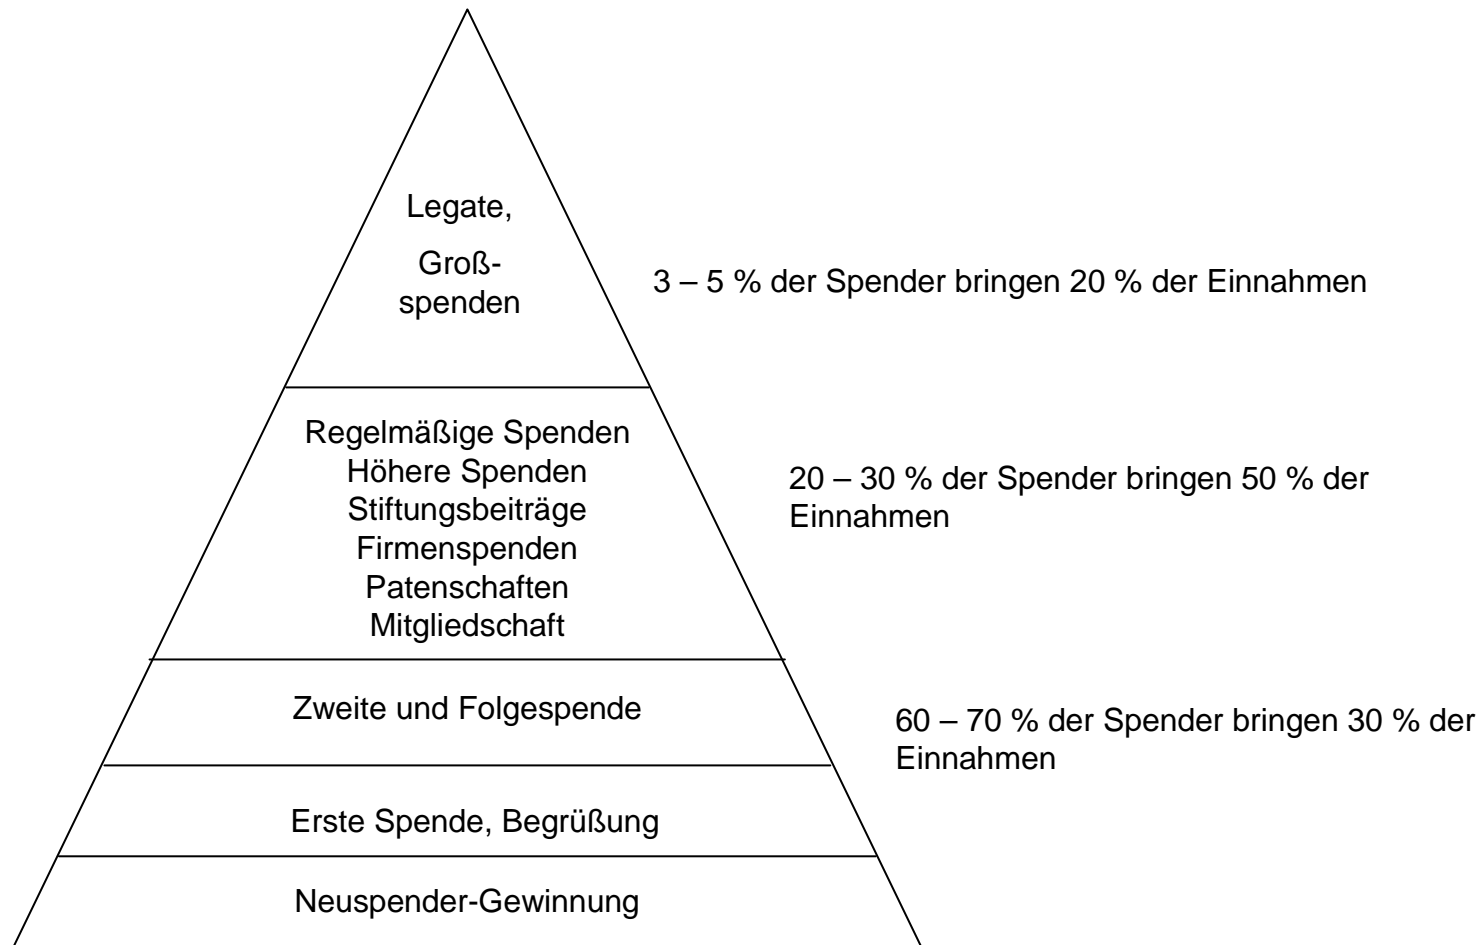 Legate,
Groß-
spenden
3 – 5 % der Spender bringen 20 % der Einnahmen
Regelmäßige Spenden
Höhere Spenden
Stiftungsbeiträge
Firmenspenden
Patenschaften
Mitgliedschaft
20 – 30 % der Spender bringen 50 % der
Einnahmen
Zweite und Folgespende
60 – 70 % der Spender bringen 30 % der
Einnahmen
Erste Spende, Begrüßung
Neuspender-Gewinnung